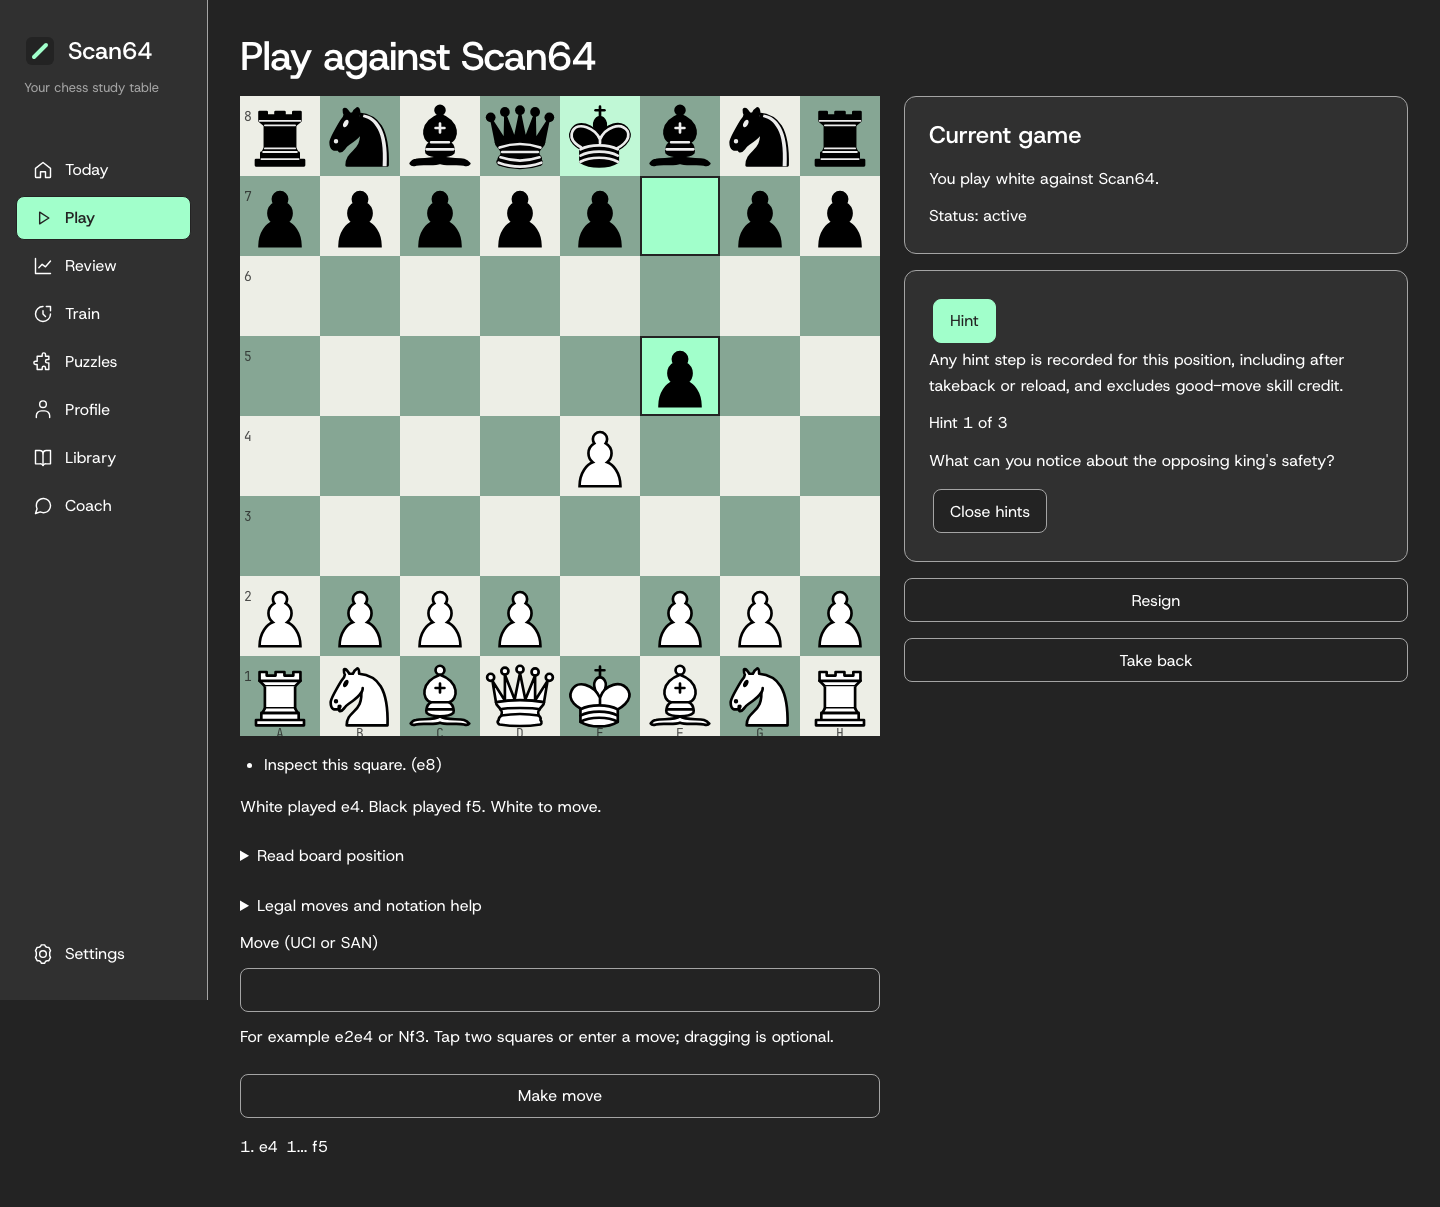 Scan64
Your chess study table
Today
Play
Review
Train
Puzzles
Profile
Library
Coach
Settings
Play against Scan64
8
7
6
5
4
3
2
1
A B C D E F G H
Inspect this square. (e8)
White played e4. Black played f5. White to move.
Read board position
Legal moves and notation help
Move (UCI or SAN)
For example e2e4 or Nf3. Tap two squares or enter a move; dragging is optional.
Make move
1. e4 1... f5
Current game
You play white against Scan64.
Status: active
Hint
Any hint step is recorded for this position, including after
takeback or reload, and excludes good-move skill credit.
Hint 1 of 3
What can you notice about the opposing king's safety?
Close hints
Resign
Take back